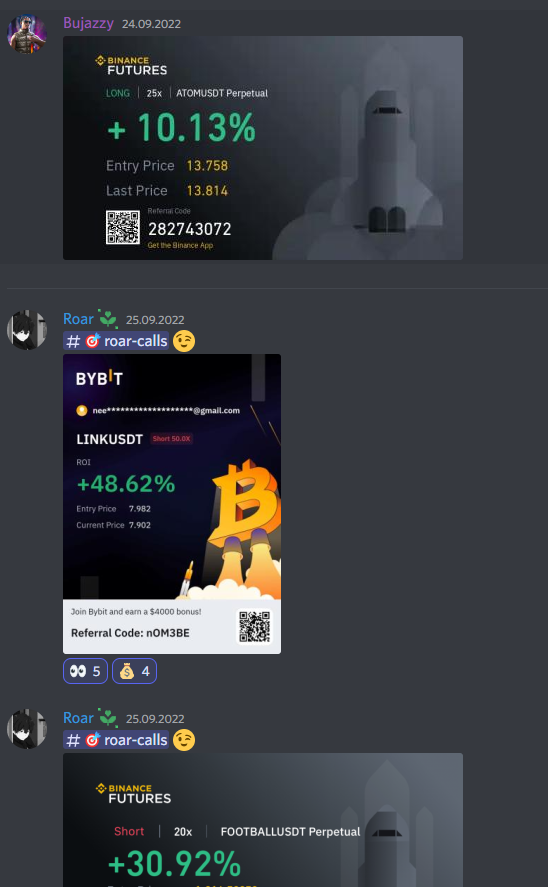 Bujazzy 24.09.2022
BINANCE
FUTURES
LONG | 25x | ATOMUSDT Perpetual
+ 10.13%
Entry Price 13.758
Last Price 13.814
Referral Code
282743072
Get the Binance App
Roar 25.09.2022
# roar-calls
BYBIT
nee********************@gmail.com
LINKUSDT Short 50.0X
ROI
+48.62%
Entry Price 7.982
Current Price 7.902
Join Bybit and earn a $4000 bonus!
Referral Code: nOM3BE
5 4
Roar 25.09.2022
# roar-calls
BINANCE
FUTURES
Short | 20x | FOOTBALLUSDT Perpetual
+30.92%